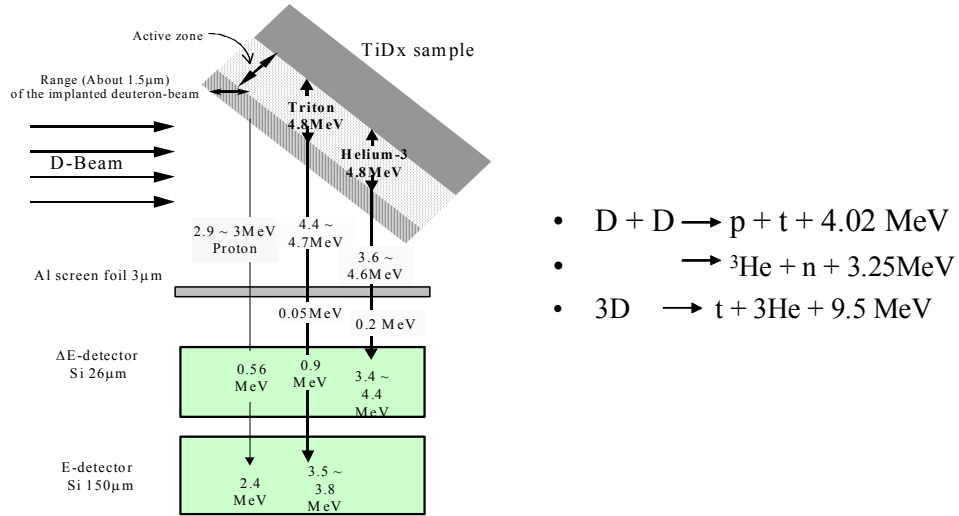 Active zone
TiDx sample
Range (About 1.5μm)
of the implanted deuteron-beam
Triton
4.8MeV
D-Beam
Helium-3
4.8MeV
2.9 ~ 3MeV
Proton
4.4 ~
4.7MeV
3.6 ~
4.6MeV
Al screen foil 3μm
0.05MeV
0.2 MeV
ΔE-detector
Si 26μm
0.56
MeV
0.9
MeV
3.4 ~
4.4
MeV
E-detector
Si 150μm
2.4
MeV
3.5 ~
3.8
MeV
• D + D → p + t + 4.02 MeV
• → ³He + n + 3.25MeV
• 3D → t + 3He + 9.5 MeV